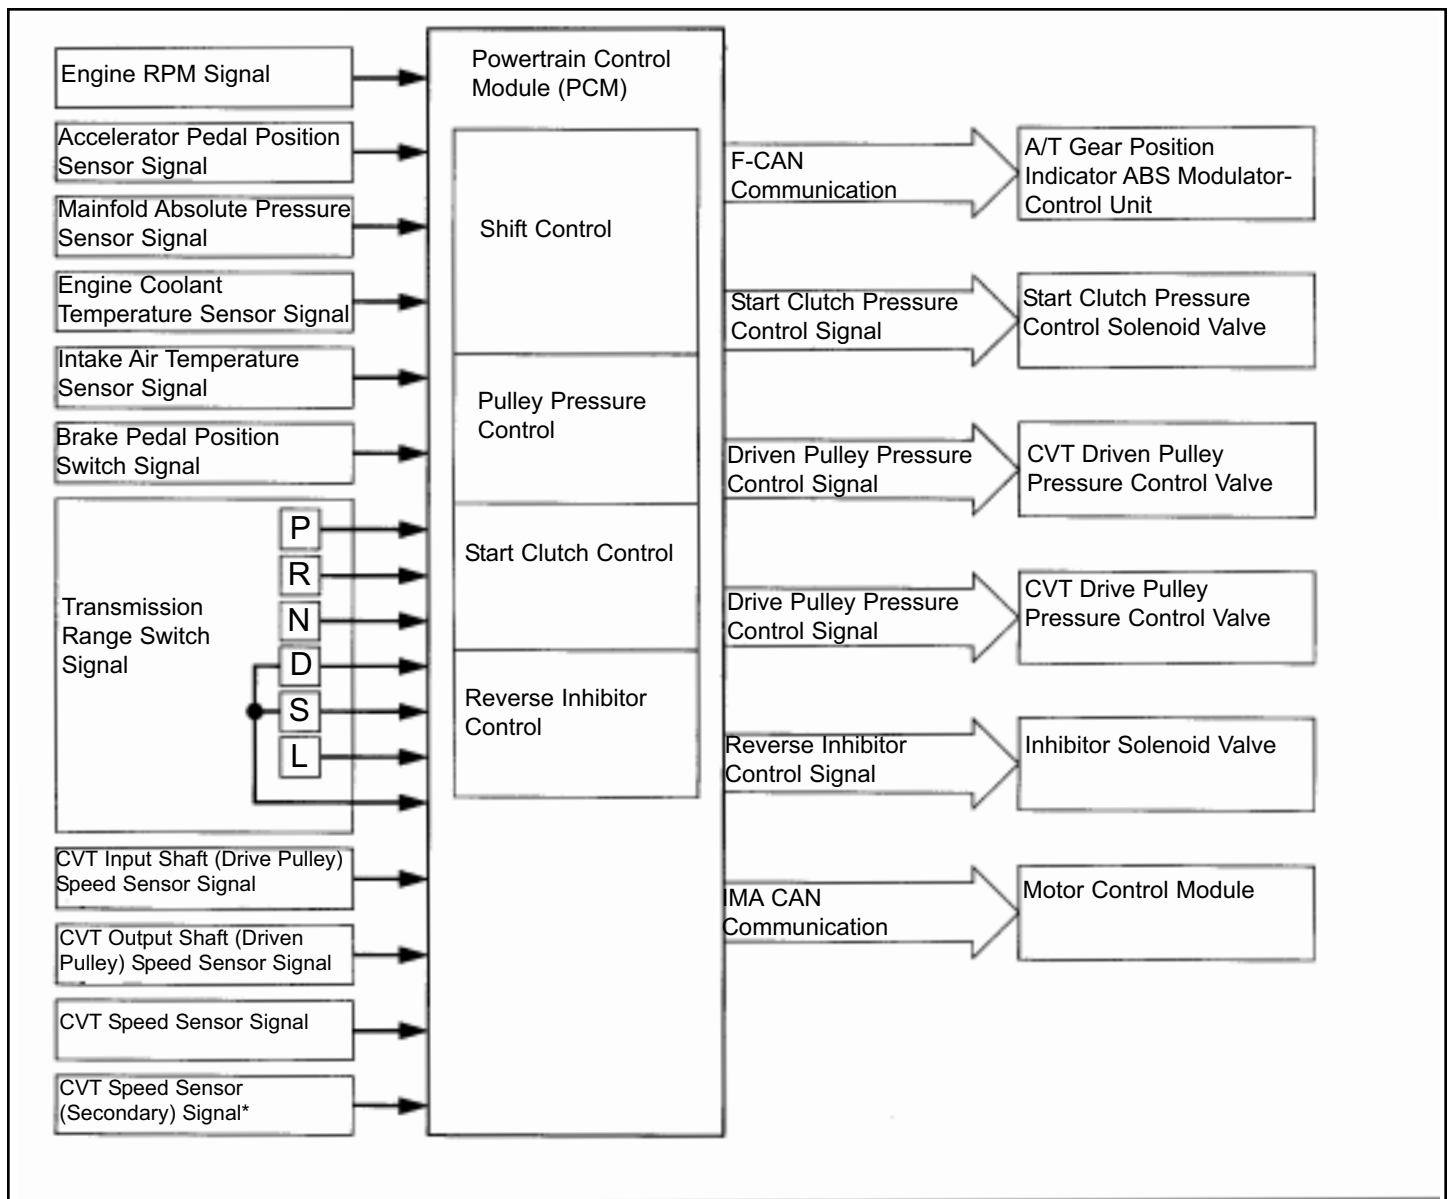 Engine RPM Signal
Accelerator Pedal Position
Sensor Signal
Mainfold Absolute Pressure
Sensor Signal
Engine Coolant
Temperature Sensor Signal
Intake Air Temperature
Sensor Signal
Brake Pedal Position
Switch Signal
Transmission
Range Switch
Signal
P
R
N
D
S
L
CVT Input Shaft (Drive Pulley)
Speed Sensor Signal
CVT Output Shaft (Driven
Pulley) Speed Sensor Signal
CVT Speed Sensor Signal
CVT Speed Sensor
(Secondary) Signal*
Powertrain Control
Module (PCM)
Shift Control
Pulley Pressure
Control
Start Clutch Control
Reverse Inhibitor
Control
F-CAN
Communication
Start Clutch Pressure
Control Signal
Driven Pulley Pressure
Control Signal
Drive Pulley Pressure
Control Signal
Reverse Inhibitor
Control Signal
IMA CAN
Communication
A/T Gear Position
Indicator ABS Modulator-
Control Unit
Start Clutch Pressure
Control Solenoid Valve
CVT Driven Pulley
Pressure Control Valve
CVT Drive Pulley
Pressure Control Valve
Inhibitor Solenoid Valve
Motor Control Module